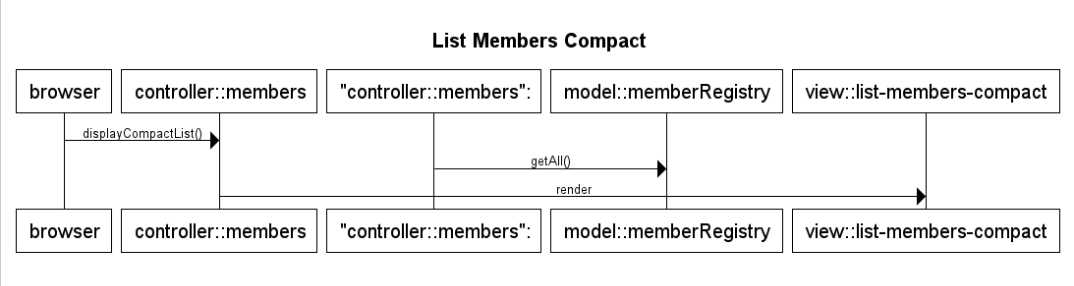 List Members Compact
browser controller::members "controller::members": model::memberRegistry view::list-members-compact
displayCompactList()
getAll()
render
browser controller::members "controller::members": model::memberRegistry view::list-members-compact